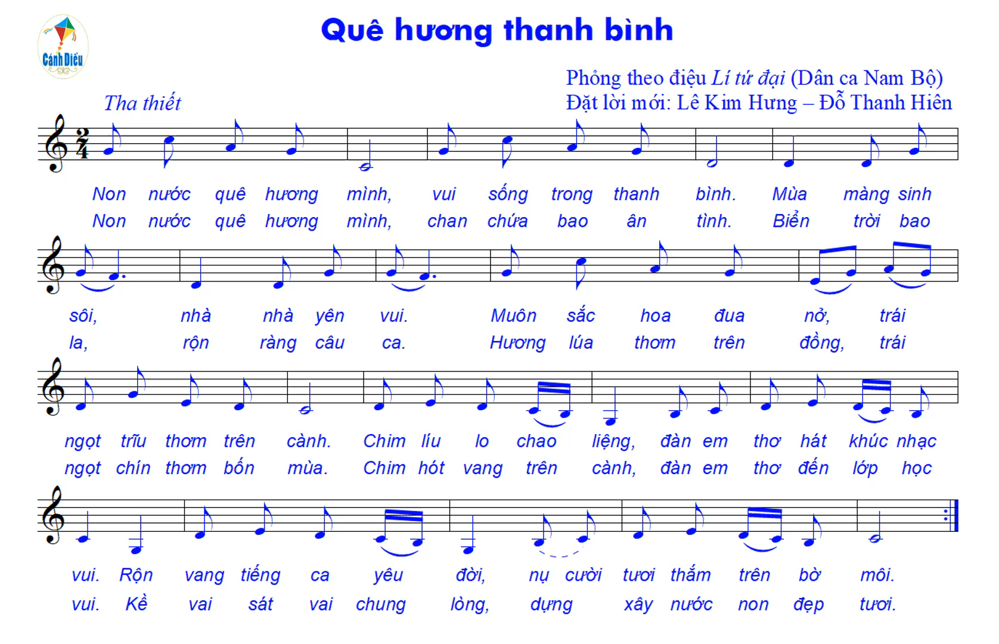 Cánh Diều
Quê hương thanh bình
Phỏng theo điệu Lí tứ đại (Dân ca Nam Bộ)
Tha thiết
Đặt lời mới: Lê Kim Hưng – Đỗ Thanh Hiên
2
4
Non nước quê hương mình, vui sống trong thanh bình. Mùa màng sinh
Non nước quê hương mình, chan chứa bao ân tình. Biển trời bao
sôi, nhà nhà yên vui. Muôn sắc hoa đua nở, trái
la, rộn ràng câu ca. Hương lúa thơm trên đồng, trái
ngọt trĩu thơm trên cành. Chim líu lo chao liệng, đàn em thơ hát khúc nhạc
ngọt chín thơm bốn mùa. Chim hót vang trên cành, đàn em thơ đến lớp học
vui. Rộn vang tiếng ca yêu đời, nụ cười tươi thắm trên bờ môi.
vui. Kề vai sát vai chung lòng, dựng xây nước non đẹp tươi.